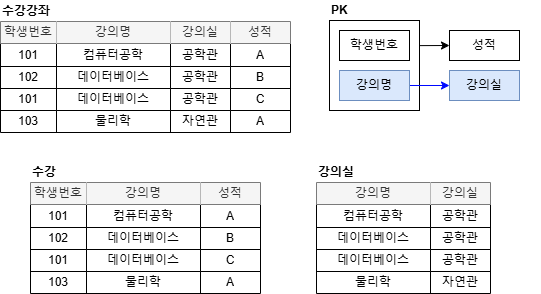 수강강좌
학생번호 강의명 강의실 성적
101 컴퓨터공학 공학관 A
102 데이터베이스 공학관 B
101 데이터베이스 공학관 C
103 물리학 자연관 A
PK
학생번호 성적
강의명 강의실
수강
학생번호 강의명 성적
101 컴퓨터공학 A
102 데이터베이스 B
101 데이터베이스 C
103 물리학 A
강의실
강의명 강의실
컴퓨터공학 공학관
데이터베이스 공학관
데이터베이스 공학관
물리학 자연관